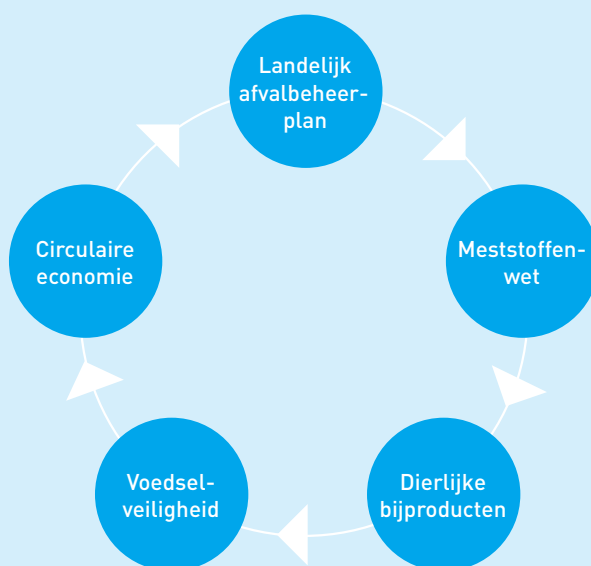 Landelijk
afvalbeheer-
plan
Meststoffen-
wet
Dierlijke
bijproducten
Voedsel-
veiligheid
Circulaire
economie